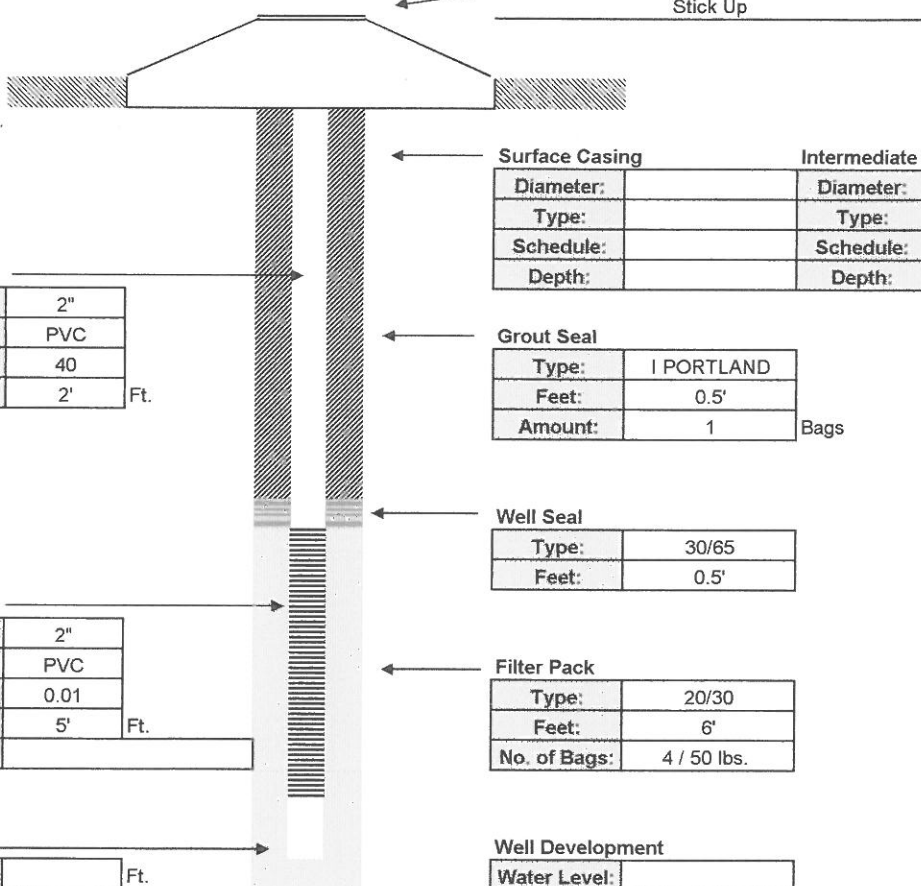 Stick Up
Surface Casing Intermediate
Diameter: Diameter:
Type: Type:
Schedule: Schedule:
Depth: Depth:
2"
PVC
40
2' Ft.
Grout Seal
Type: I PORTLAND
Feet: 0.5'
Amount: 1 Bags
Well Seal
Type: 30/65
Feet: 0.5'
2"
PVC
0.01
5' Ft.
Filter Pack
Type: 20/30
Feet: 6'
No. of Bags: 4 / 50 lbs.
Ft.
Well Development
Water Level: